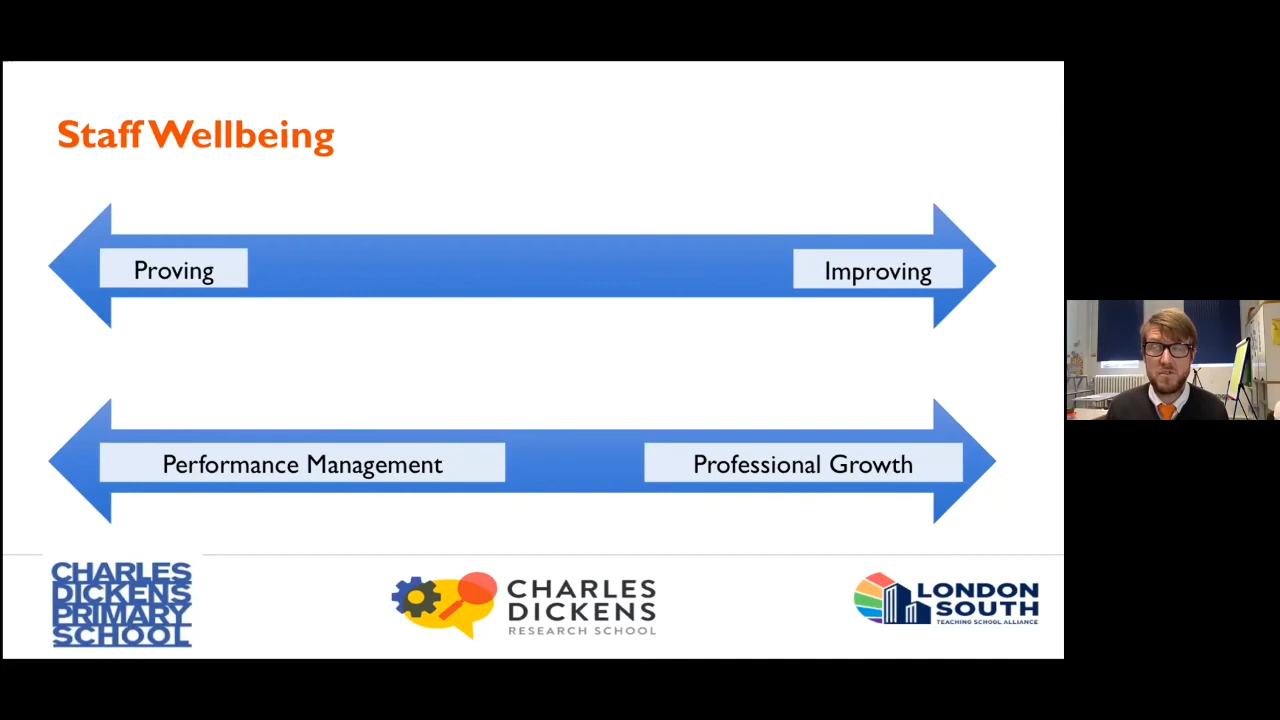 Staff Wellbeing
Proving
Improving
Performance Management
Professional Growth
CHARLES
DICKENS
PRIMARY
SCHOOL
CHARLES
DICKENS
RESEARCH SCHOOL
LONDON
SOUTH
TEACHING SCHOOL ALLIANCE